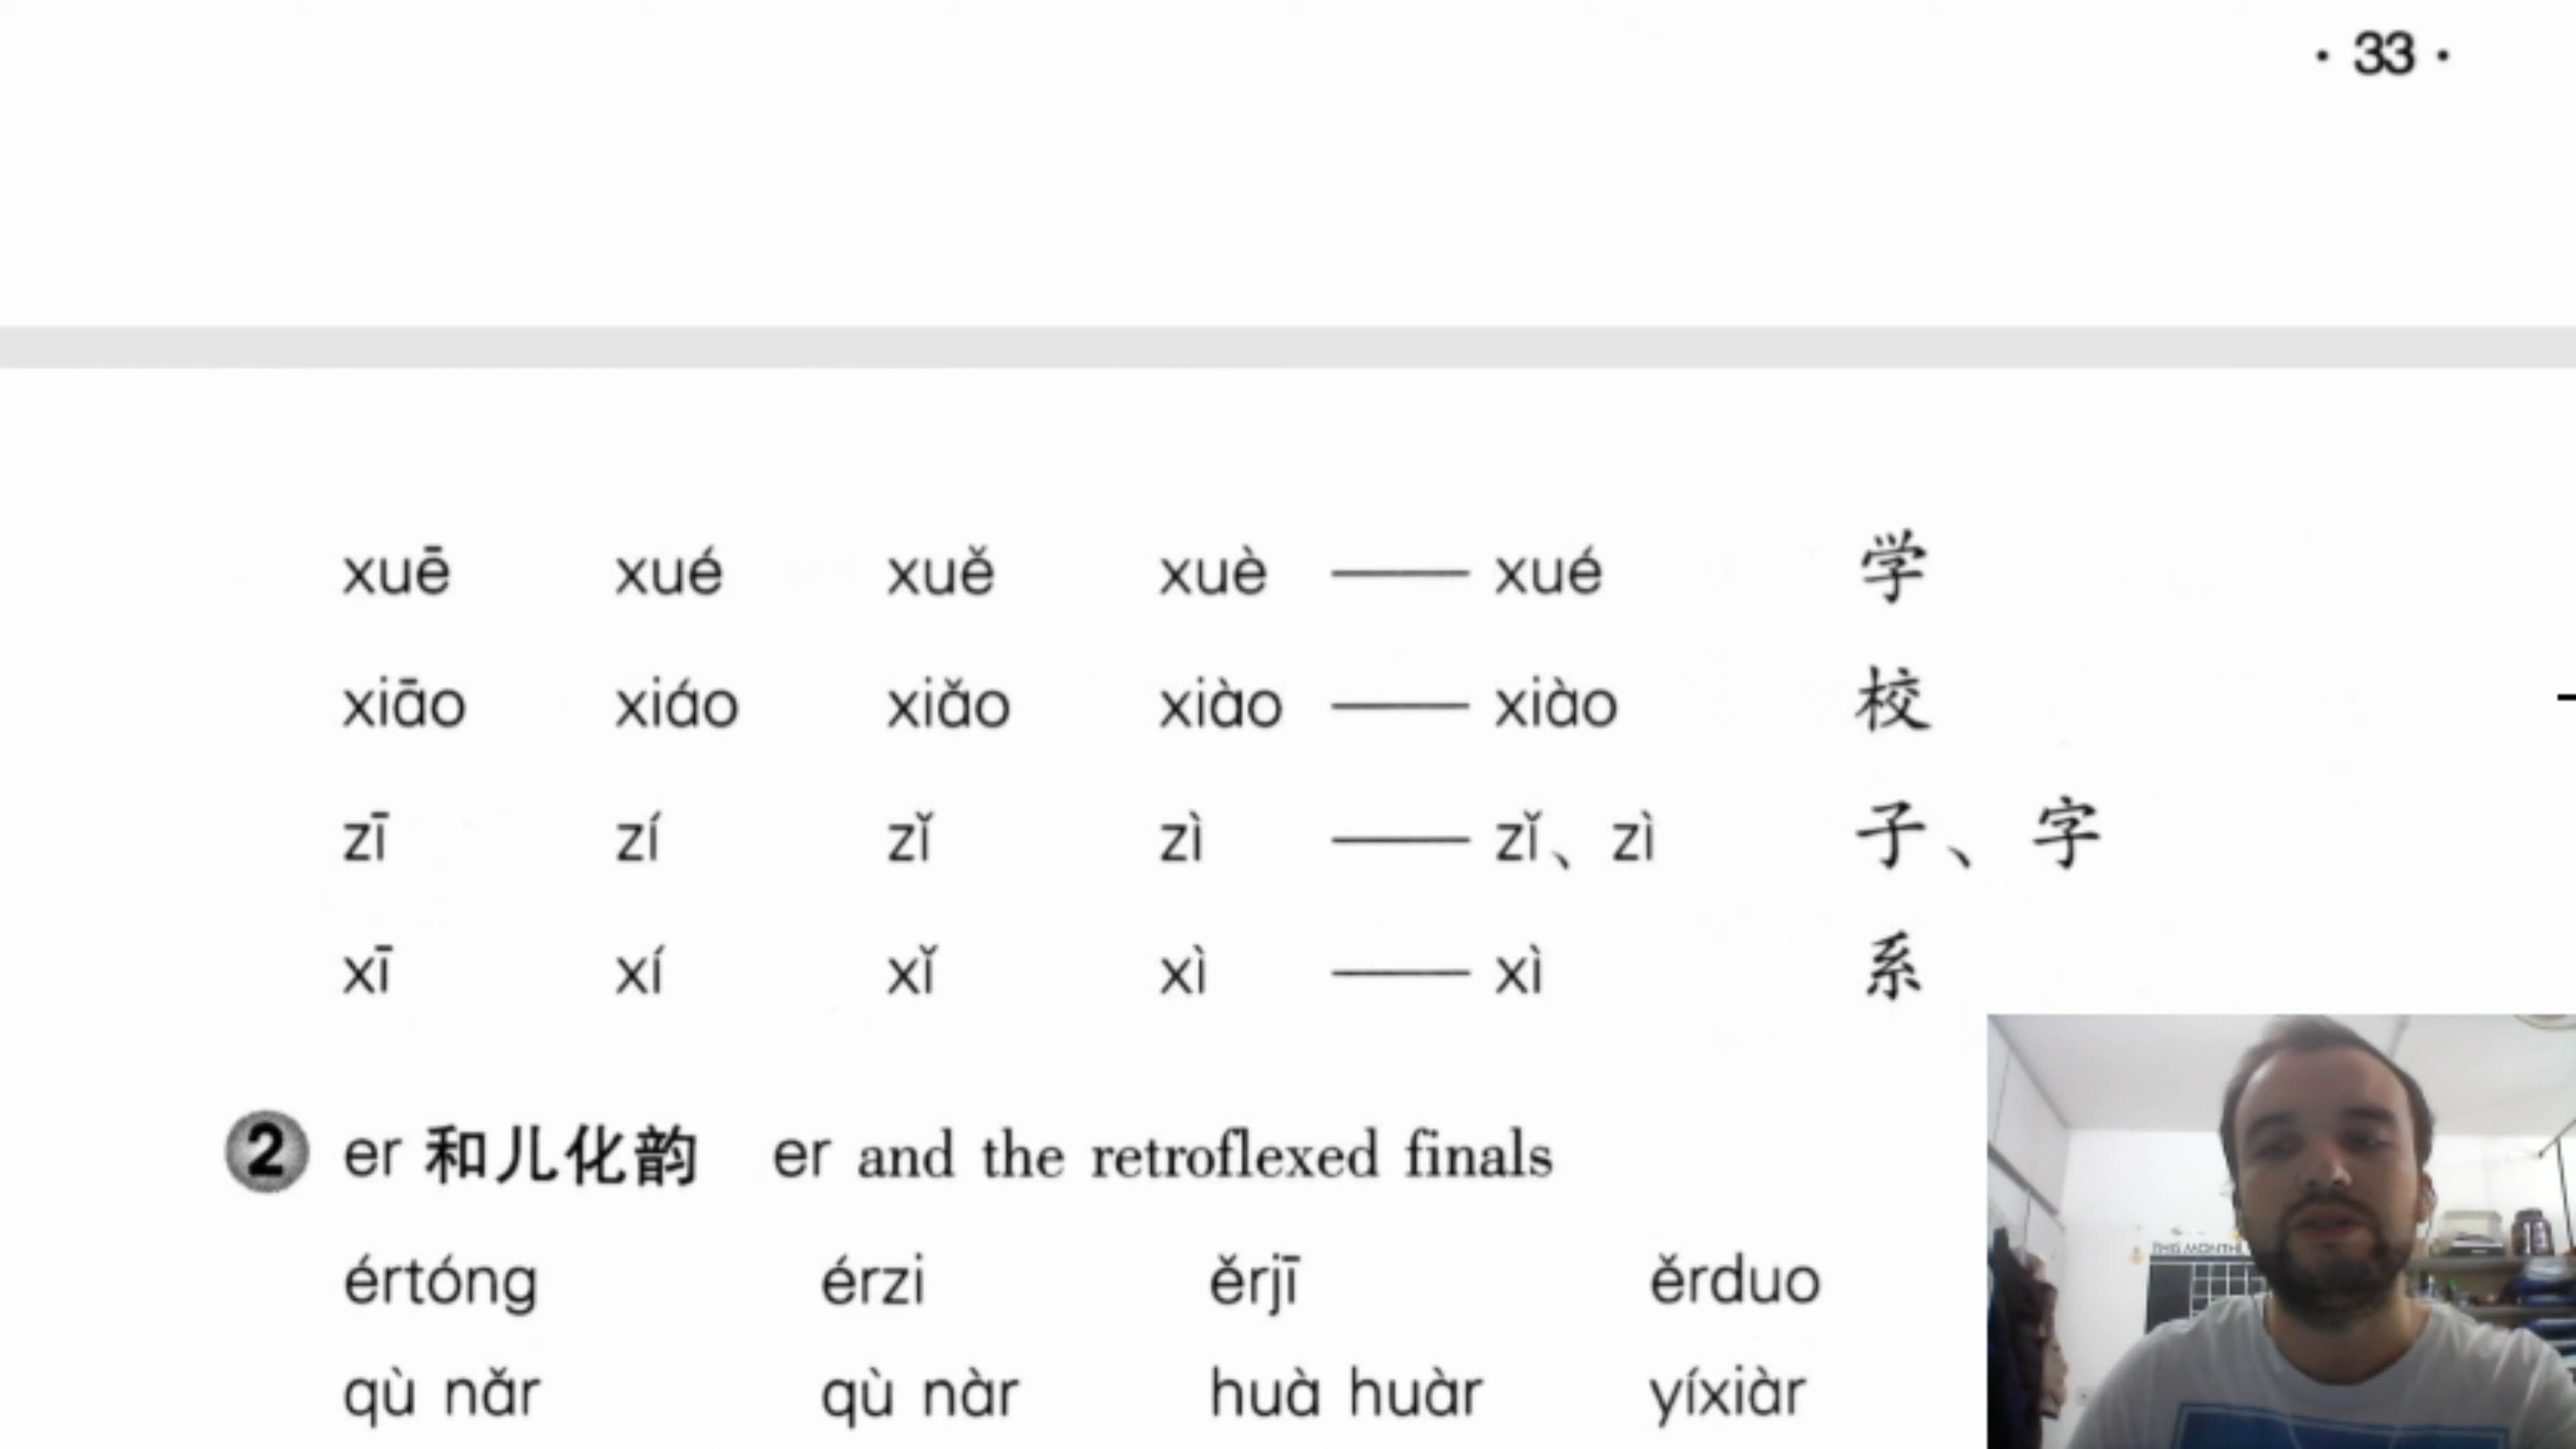 · 33 ·
xuē xué xuě xuè —— xué 学
xiāo xiáo xiǎo xiào —— xiào 校
zī zí zǐ zì —— zǐ、zì 子、字
xī xí xǐ xì —— xì 系
2 er 和儿化韵 er and the retroflexed finals
értóng érzi ěrjī ěrduo
qù nǎr qù nàr huà huàr yíxiàr
THIS MONTH